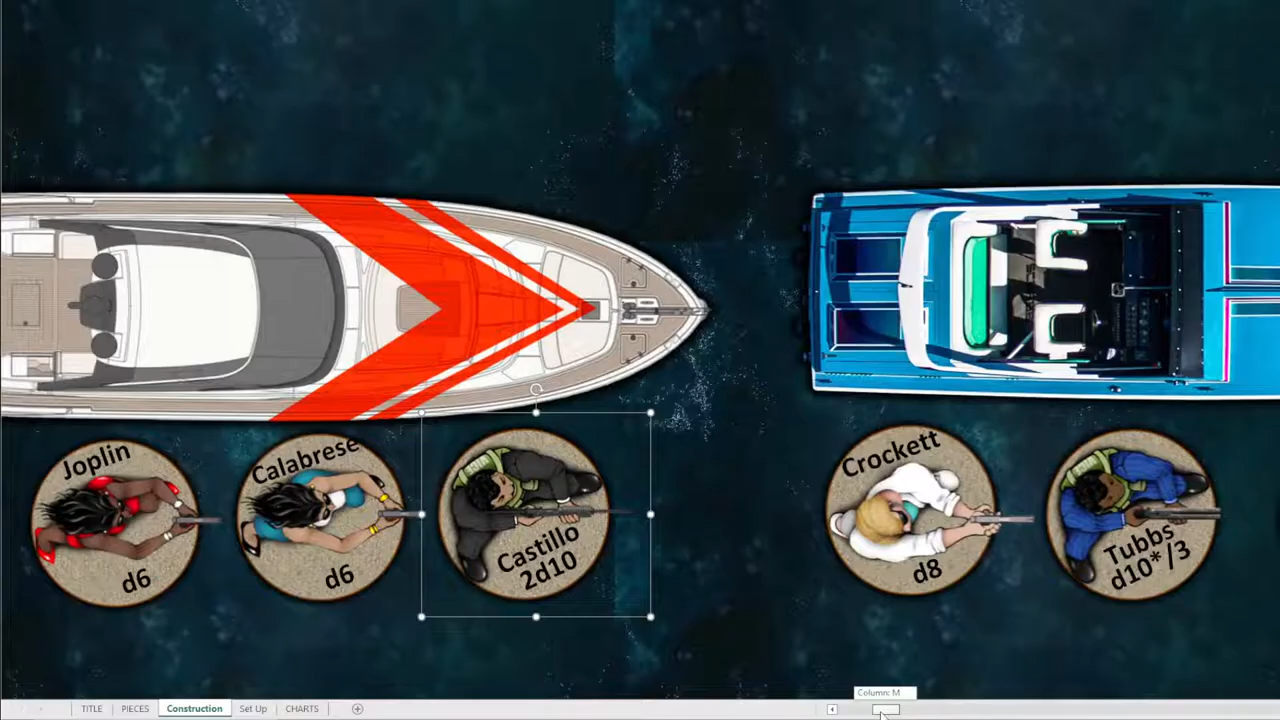 Joplin
d6
Calabrese
d6
Castillo
2d10
Crockett
d8
Tubbs
d10*/3
Column: M
TITLE
PIECES
Construction
Set Up
CHARTS